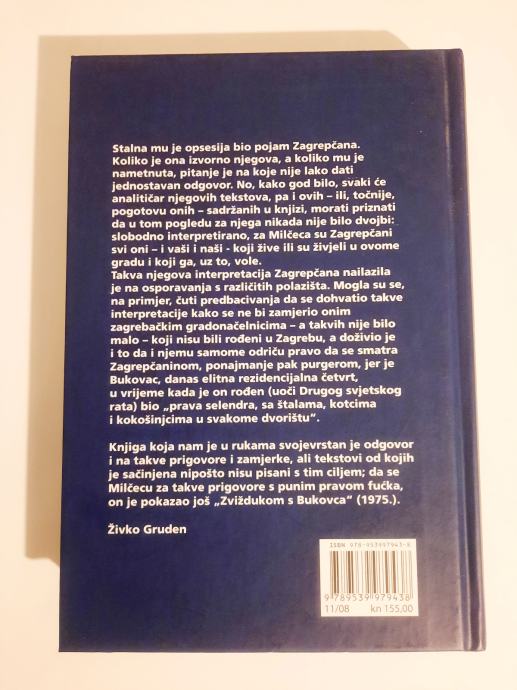 Stalna mu je opsesija bio pojam Zagrepčana.
Koliko je ona izvorno njegova, a koliko mu je
nametnuta, pitanje je na koje nije lako dati
jednostavan odgovor. No, kako god bilo, svaki će
analitičar njegovih tekstova, pa i ovih – ili, točnije,
pogotovu onih – sadržanih u knjizi, morati priznati
da u tom pogledu za njega nikada nije bilo dvojbi:
slobodno interpretirano, za Milčeca su Zagrepčani
svi oni – i vaši i naši - koji žive ili su živjeli u ovome
gradu i koji ga, uz to, vole.
Takva njegova interpretacija Zagrepčana nailazila
je na osporavanja s različitih polazišta. Mogla su se,
na primjer, čuti predbacivanja da se dohvatio takve
interpretacije kako se ne bi zamjerio onim
zagrebačkim gradonačelnicima – a takvih nije bilo
malo – koji nisu bili rođeni u Zagrebu, a doživio je
i to da i njemu samome odriču pravo da se smatra
Zagrepčaninom, ponajmanje pak purgerom, jer je
Bukovac, danas elitna rezidencijalna četvrt,
u vrijeme kada je on rođen (uoči Drugog svjetskog
rata) bio „prava selendra, sa štalama, kotcima
i kokošinjcima u svakome dvorištu“.
Knjiga koja nam je u rukama svojevrstan je odgovor
i na takve prigovore i zamjerke, ali tekstovi od kojih
je sačinjena nipošto nisu pisani s tim ciljem; da se
Milčecu za takve prigovore s punim pravom fućka,
on je pokazao još „Zviždukom s Bukovca“ (1975.).
Živko Gruden
ISBN 978-953997943-8
9 789539 979438
11/08 kn 155,00